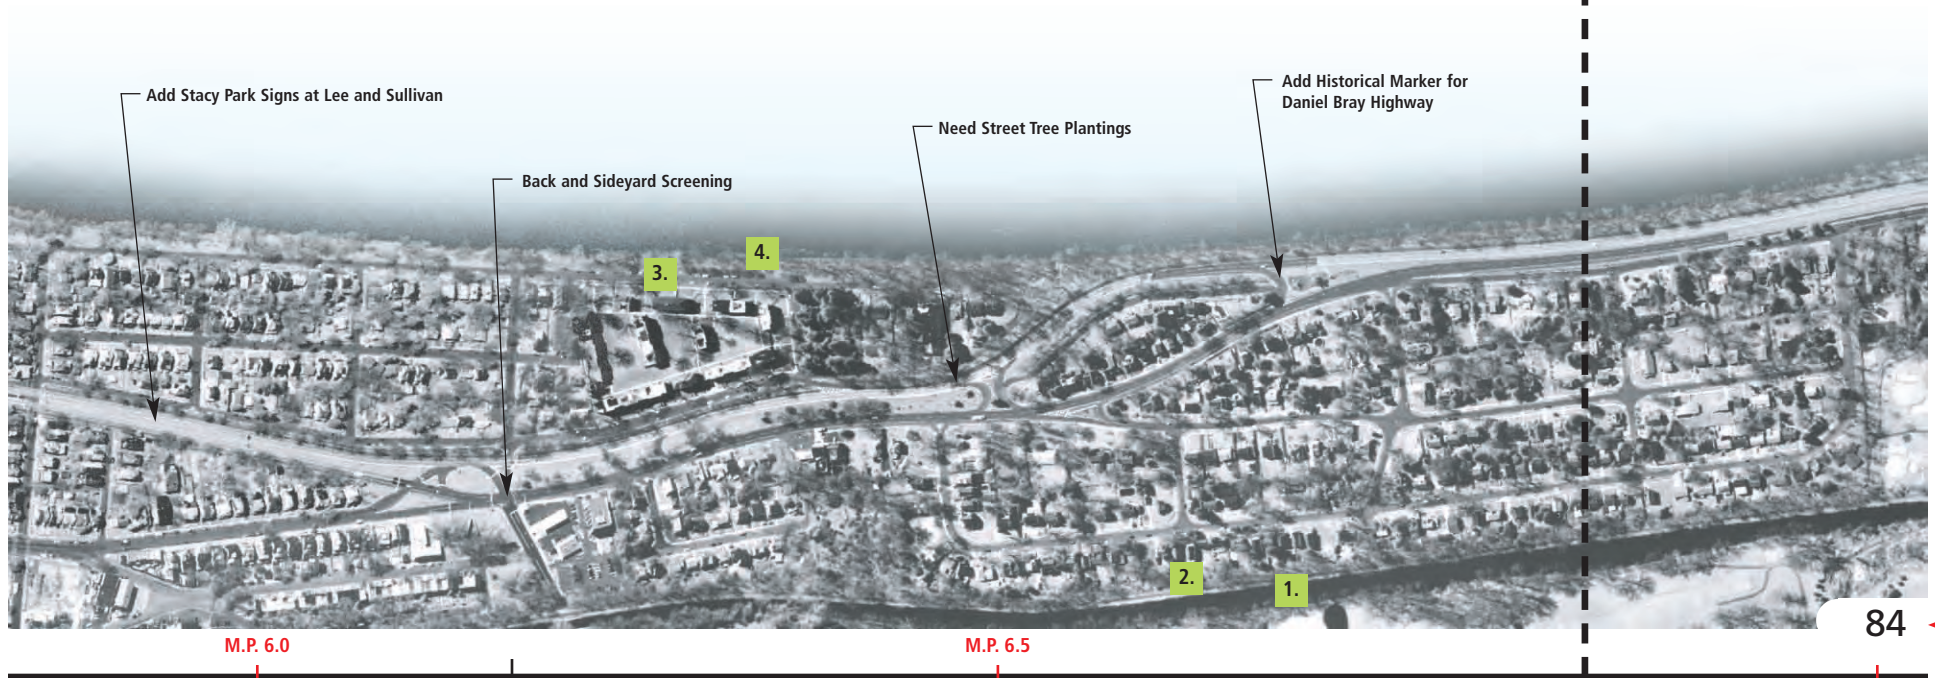 Add Stacy Park Signs at Lee and Sullivan
Back and Sideyard Screening
Need Street Tree Plantings
Add Historical Marker for
Daniel Bray Highway
3.
4.
2.
1.
84
M.P. 6.0
M.P. 6.5